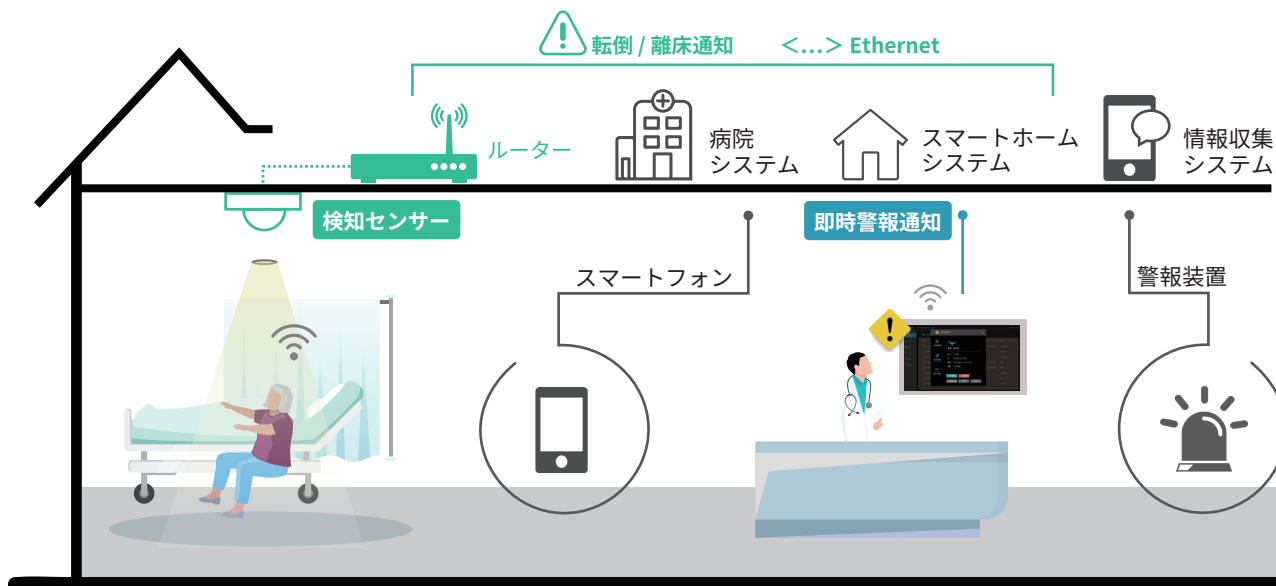 転倒 / 離床通知 <...> Ethernet
ルーター
病院
システム
スマートホーム
システム
情報収集
システム
検知センサー
即時警報通知
スマートフォン
警報装置